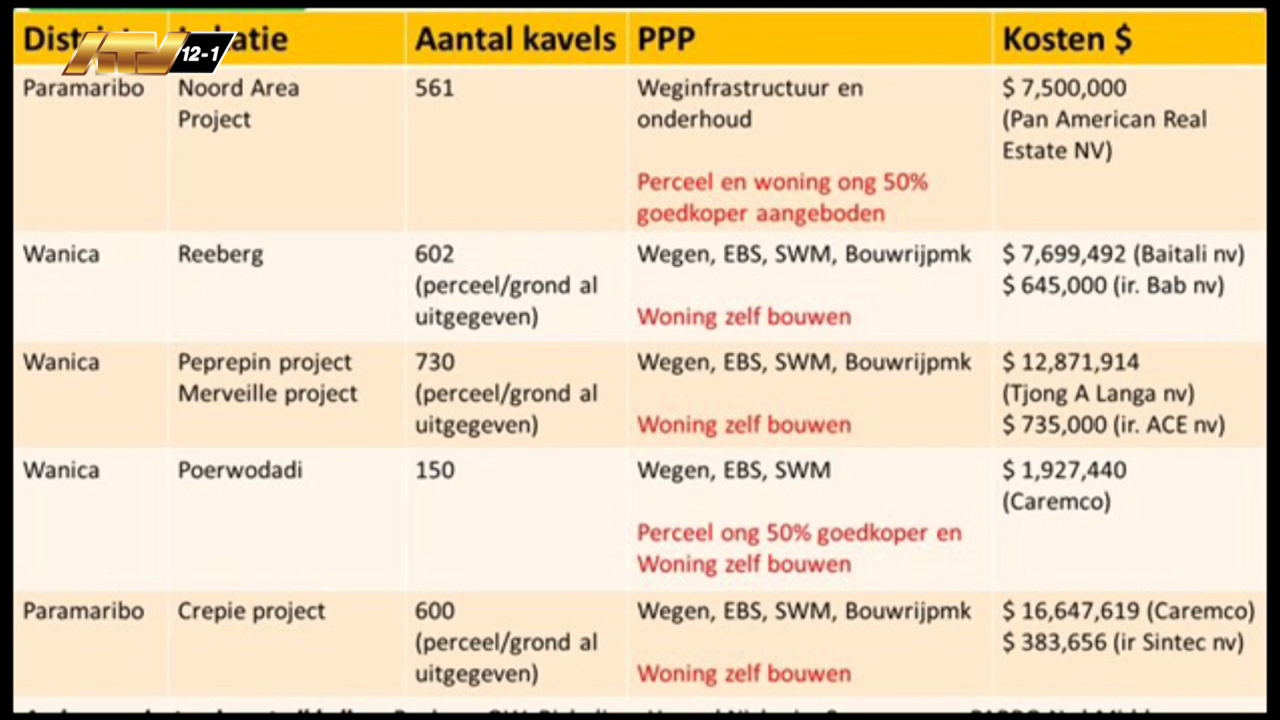 Aantal kavels
PPP
Kosten $
ATV
12-1
Paramaribo
Noord Area
Project
561
Weginfrastructuur en
onderhoud
Perceel en woning ong 50%
goedkoper aangeboden
$ 7,500,000
(Pan American Real
Estate NV)
Wanica
Reeberg
602
(perceel/grond al
uitgegeven)
Wegen, EBS, SWM, Bouwrijpmk
Woning zelf bouwen
$ 7,699,492 (Baitali nv)
$ 645,000 (ir. Bab nv)
Wanica
Peprepin project
Merveille project
730
(perceel/grond al
uitgegeven)
Wegen, EBS, SWM, Bouwrijpmk
Woning zelf bouwen
$ 12,871,914
(Tjong A Langa nv)
$ 735,000 (ir. ACE nv)
Wanica
Poerwodadi
150
Wegen, EBS, SWM
Perceel ong 50% goedkoper en
Woning zelf bouwen
$ 1,927,440
(Caremco)
Paramaribo
Crepie project
600
(perceel/grond al
uitgegeven)
Wegen, EBS, SWM, Bouwrijpmk
Woning zelf bouwen
$ 16,647,619 (Caremco)
$ 383,656 (ir Sintec nv)